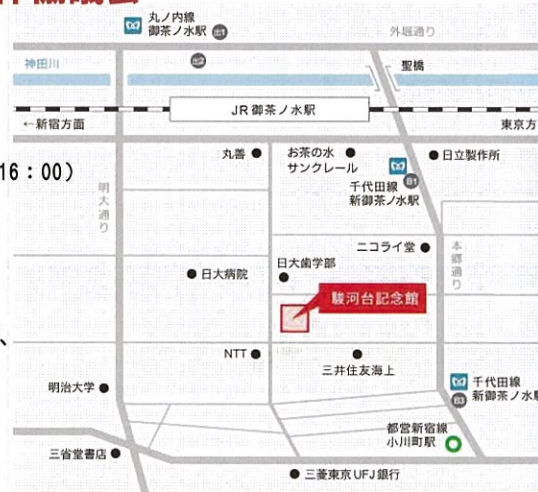 丸ノ内線
御茶ノ水駅 出1
外堀通り
神田川
出2
聖橋
JR御茶ノ水駅
←新宿方面
東京方
16：00）
丸善
お茶の水
サンクレール
日立製作所
千代田線
新御茶ノ水駅
B1
明大通り
ニコライ堂
本郷通り
日大歯学部
日大病院
駿河台記念館
、
NTT
三井住友海上
明治大学
千代田線
新御茶ノ水駅
B3
都営新宿線
小川町駅
三省堂書店
三菱東京UFJ銀行